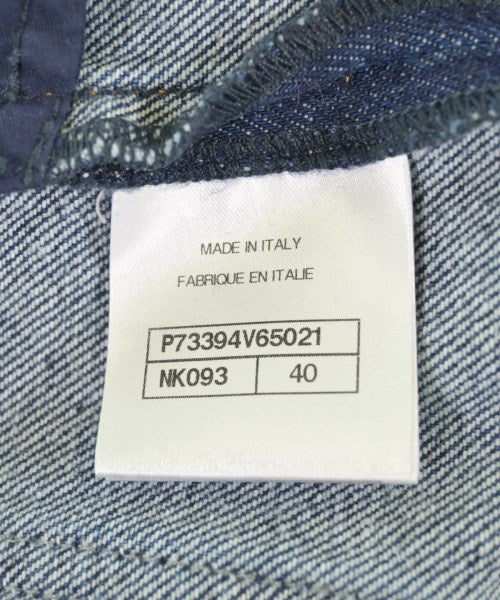 MADE IN ITALY
FABRIQUE EN ITALIE
P73394V65021
NK093 40